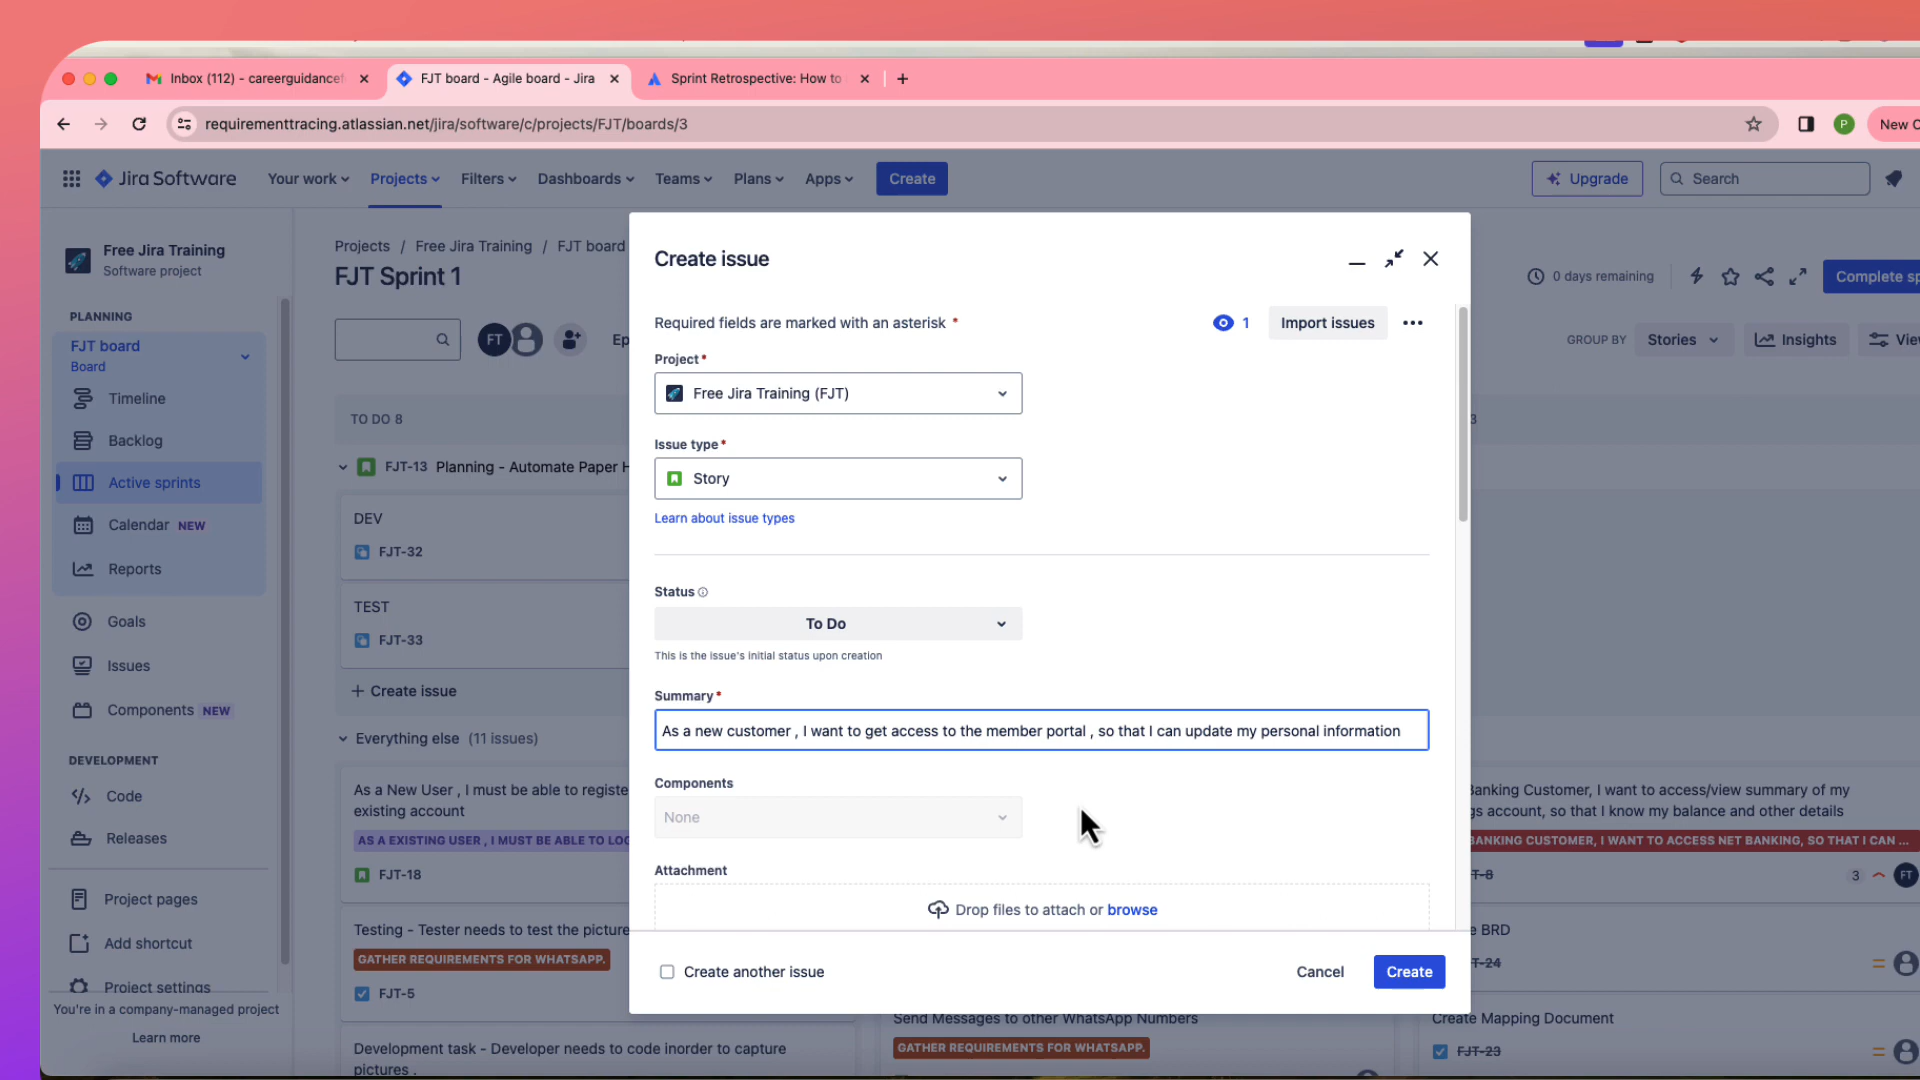 Inbox (112) - careerguidancef
FJT board - Agile board - Jira
Sprint Retrospective: How to
requirementtracing.atlassian.net/jira/software/c/projects/FJT/boards/3
P
New C
Jira Software
Your work
Projects
Filters
Dashboards
Teams
Plans
Apps
Create
Upgrade
Search
Free Jira Training
Software project
Projects / Free Jira Training / FJT board
FJT Sprint 1
0 days remaining
Complete sp
PLANNING
FJT board
Board
Timeline
Backlog
Active sprints
Calendar NEW
Reports
Goals
Issues
Components NEW
DEVELOPMENT
Code
Releases
Project pages
Add shortcut
Project settings
You're in a company-managed project
Learn more
FT
Ep
GROUP BY
Stories
Insights
Vie
TO DO 8
3
FJT-13 Planning - Automate Paper H
DEV
FJT-32
TEST
FJT-33
+ Create issue
Everything else (11 issues)
As a New User , I must be able to registe
existing account
AS A EXISTING USER , I MUST BE ABLE TO LOG
FJT-18
Testing - Tester needs to test the picture
GATHER REQUIREMENTS FOR WHATSAPP.
FJT-5
Development task - Developer needs to code inorder to capture
pictures .
Create issue
Required fields are marked with an asterisk *
1
Import issues
Project *
Free Jira Training (FJT)
Issue type *
Story
Learn about issue types
Status
To Do
This is the issue's initial status upon creation
Summary *
As a new customer , I want to get access to the member portal , so that I can update my personal information
Components
None
Attachment
Drop files to attach or browse
Create another issue
Cancel
Create
Send Messages to other WhatsApp Numbers
GATHER REQUIREMENTS FOR WHATSAPP.
Banking Customer, I want to access/view summary of my
gs account, so that I know my balance and other details
BANKING CUSTOMER, I WANT TO ACCESS NET BANKING, SO THAT I CAN ...
T-8
3
FT
e BRD
T-24
Create Mapping Document
FJT-23